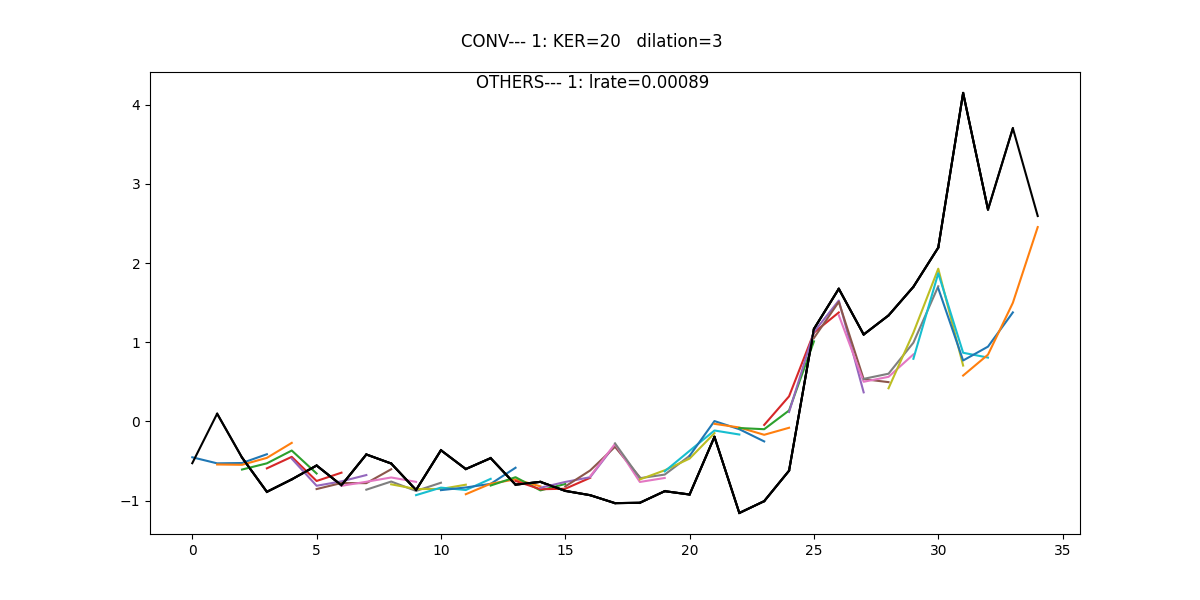 CONV--- 1: KER=20   dilation=3
OTHERS--- 1: lrate=0.00089
4
3
2
1
0
−1
0 5 10 15 20 25 30 35